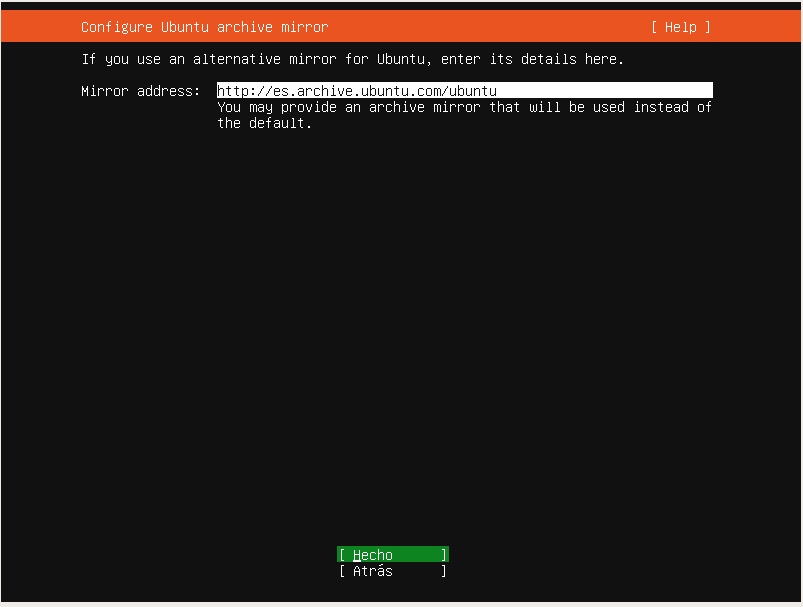 Configure Ubuntu archive mirror [ Help ]
If you use an alternative mirror for Ubuntu, enter its details here.
Mirror address: http://es.archive.ubuntu.com/ubuntu
You may provide an archive mirror that will be used instead of
the default.
[ Hecho ]
[ Atrás ]